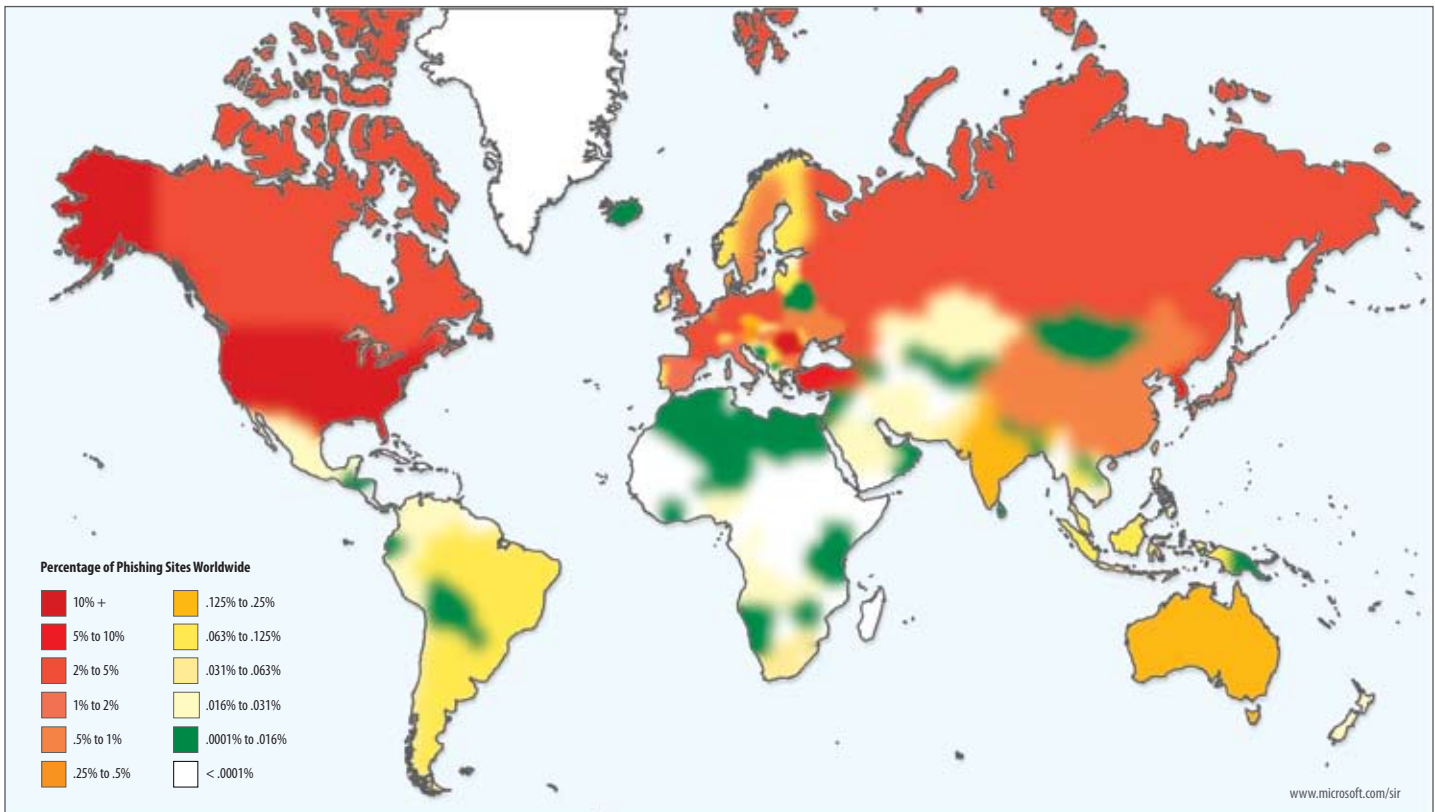 Percentage of Phishing Sites Worldwide
10% +
5% to 10%
2% to 5%
1% to 2%
.5% to 1%
.25% to .5%
.125% to .25%
.063% to .125%
.031% to .063%
.016% to .031%
.0001% to .016%
< .0001%
www.microsoft.com/sir